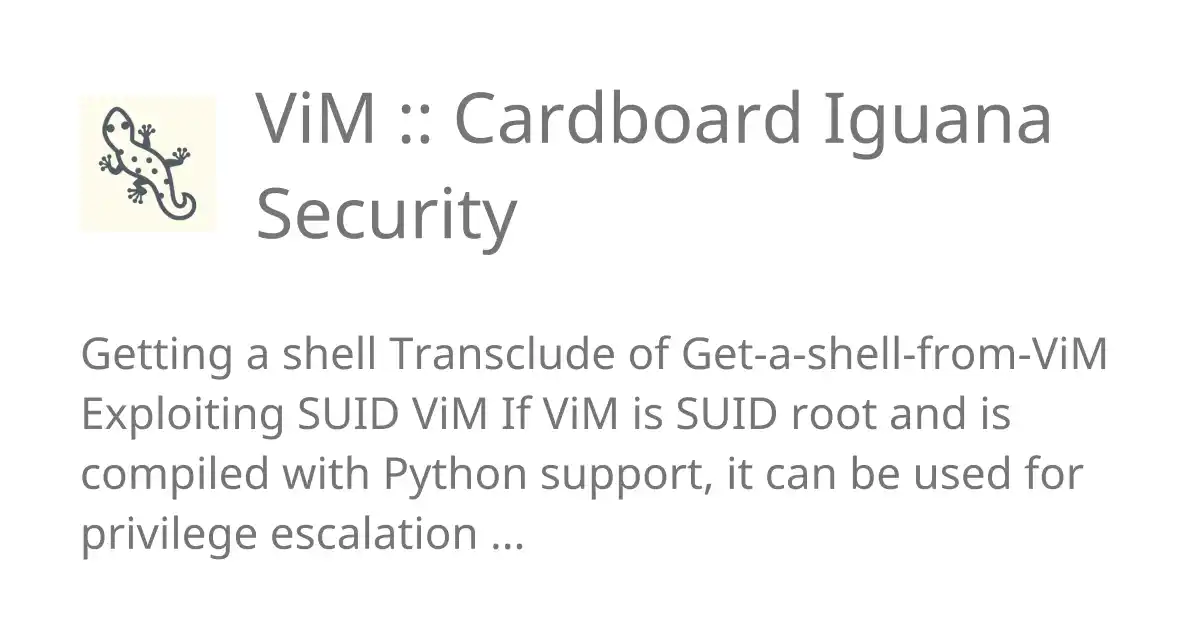 ViM :: Cardboard Iguana
Security
Getting a shell Transclude of Get-a-shell-from-ViM
Exploiting SUID ViM If ViM is SUID root and is
compiled with Python support, it can be used for
privilege escalation ...